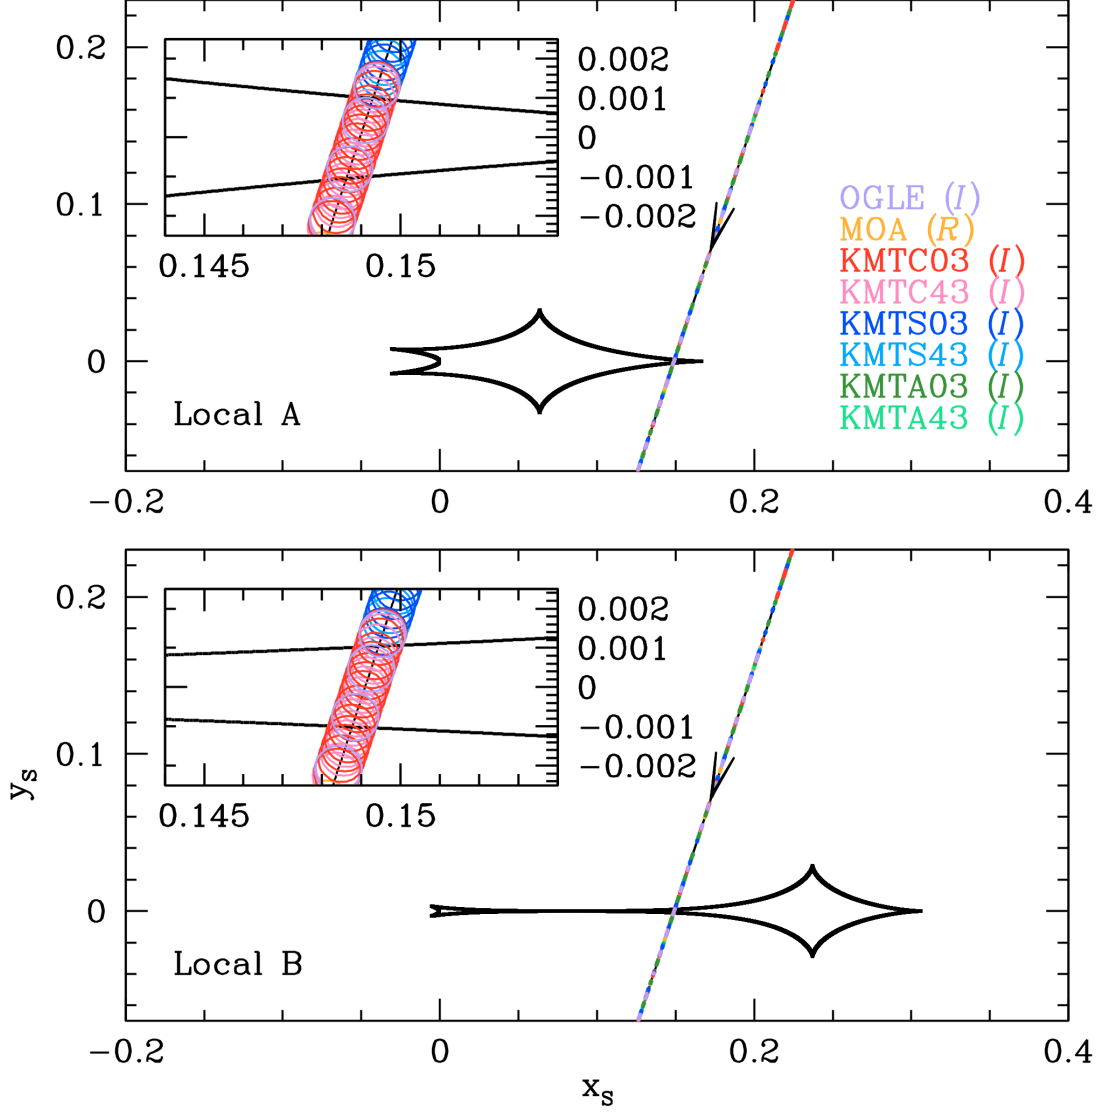 0.2
0.002
0.001
0
−0.001
−0.002
0.145
0.15
0.1
OGLE (I)
MOA (R)
KMTC03 (I)
KMTC43 (I)
KMTS03 (I)
KMTS43 (I)
KMTA03 (I)
KMTA43 (I)
0
Local A
−0.2
0
0.2
0.4
0.2
0.002
0.001
0
−0.001
−0.002
0.145
0.15
0.1
0
Local B
−0.2
0
0.2
0.4
ys
xs